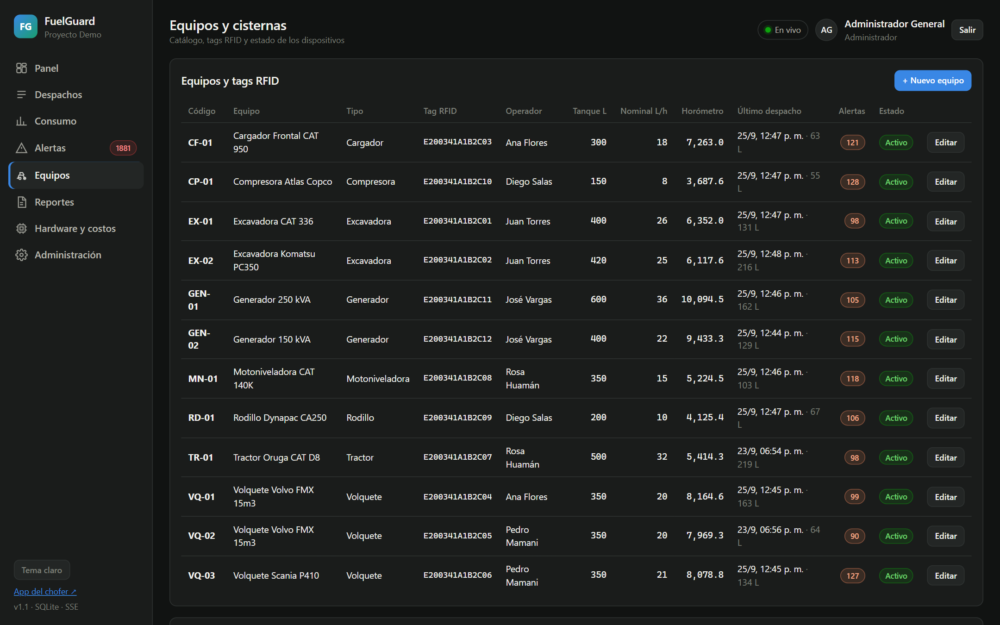 FG
FuelGuard
Proyecto Demo
Panel
Despachos
Consumo
Alertas 1881
Equipos
Reportes
Hardware y costos
Administración
Tema claro
App del chofer ↗
v1.1 · SQLite · SSE
Equipos y cisternas
Catálogo, tags RFID y estado de los dispositivos
En vivo
AG
Administrador General
Administrador
Salir
Equipos y tags RFID
+ Nuevo equipo
Código Equipo Tipo Tag RFID Operador Tanque L Nominal L/h Horómetro Último despacho Alertas Estado
CF-01 Cargador Frontal CAT 950 Cargador E200341A1B2C03 Ana Flores 300 18 7,263.0 25/9, 12:47 p. m. · 63 L 121 Activo Editar
CP-01 Compresora Atlas Copco Compresora E200341A1B2C10 Diego Salas 150 8 3,687.6 25/9, 12:47 p. m. · 55 L 128 Activo Editar
EX-01 Excavadora CAT 336 Excavadora E200341A1B2C01 Juan Torres 400 26 6,352.0 25/9, 12:47 p. m. · 131 L 98 Activo Editar
EX-02 Excavadora Komatsu PC350 Excavadora E200341A1B2C02 Juan Torres 420 25 6,117.6 25/9, 12:48 p. m. · 216 L 113 Activo Editar
GEN-01 Generador 250 kVA Generador E200341A1B2C11 José Vargas 600 36 10,094.5 25/9, 12:46 p. m. · 162 L 105 Activo Editar
GEN-02 Generador 150 kVA Generador E200341A1B2C12 José Vargas 400 22 9,433.3 25/9, 12:44 p. m. · 129 L 115 Activo Editar
MN-01 Motoniveladora CAT 140K Motoniveladora E200341A1B2C08 Rosa Huamán 350 15 5,224.5 25/9, 12:46 p. m. · 103 L 118 Activo Editar
RD-01 Rodillo Dynapac CA250 Rodillo E200341A1B2C09 Diego Salas 200 10 4,125.4 25/9, 12:47 p. m. · 67 L 106 Activo Editar
TR-01 Tractor Oruga CAT D8 Tractor E200341A1B2C07 Rosa Huamán 500 32 5,414.3 23/9, 06:54 p. m. · 219 L 98 Activo Editar
VQ-01 Volquete Volvo FMX 15m3 Volquete E200341A1B2C04 Ana Flores 350 20 8,164.6 25/9, 12:45 p. m. · 163 L 99 Activo Editar
VQ-02 Volquete Volvo FMX 15m3 Volquete E200341A1B2C05 Pedro Mamani 350 20 7,969.3 23/9, 06:56 p. m. · 64 L 90 Activo Editar
VQ-03 Volquete Scania P410 Volquete E200341A1B2C06 Pedro Mamani 350 21 8,078.8 25/9, 12:45 p. m. · 134 L 127 Activo Editar